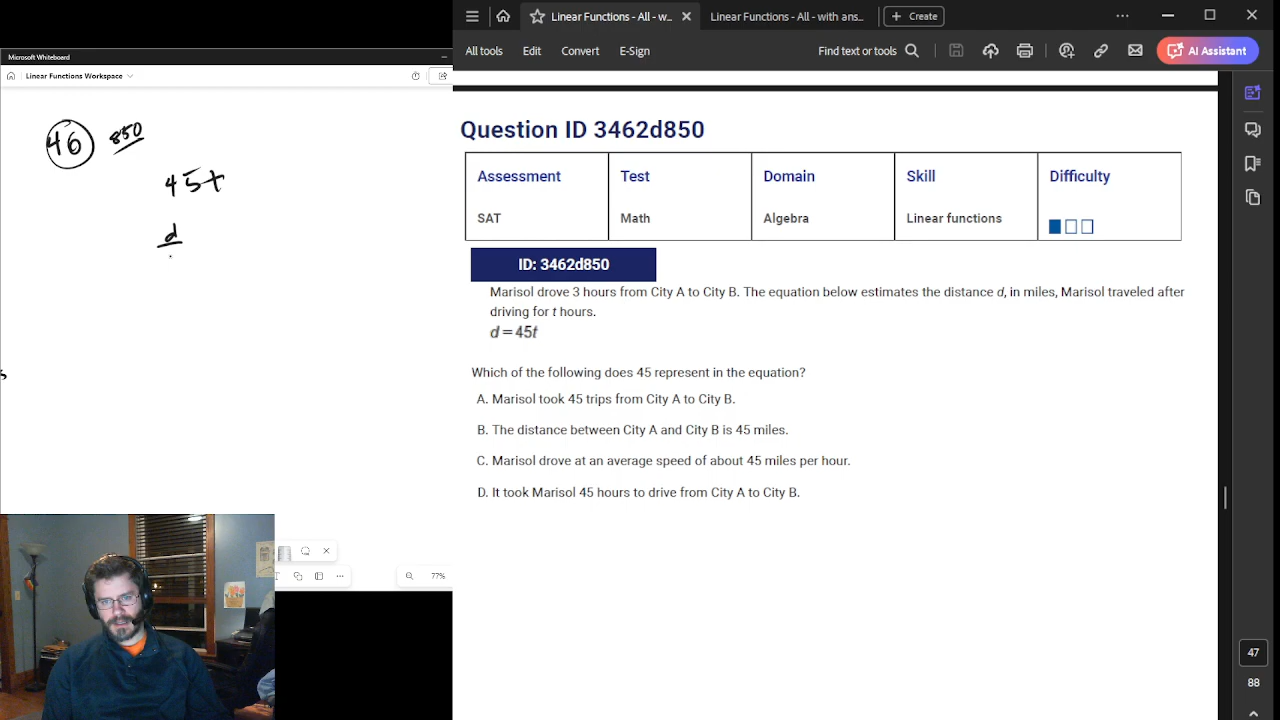 Microsoft Whiteboard
Linear Functions Workspace
46 850
45t
d
77%
Linear Functions - All - w...
Linear Functions - All - with ans...
Create
All tools
Edit
Convert
E-Sign
Find text or tools
AI Assistant
Question ID 3462d850
Assessment
Test
Domain
Skill
Difficulty
SAT
Math
Algebra
Linear functions
ID: 3462d850
Marisol drove 3 hours from City A to City B. The equation below estimates the distance d, in miles, Marisol traveled after
driving for t hours.
d = 45t
Which of the following does 45 represent in the equation?
A. Marisol took 45 trips from City A to City B.
B. The distance between City A and City B is 45 miles.
C. Marisol drove at an average speed of about 45 miles per hour.
D. It took Marisol 45 hours to drive from City A to City B.
47
88